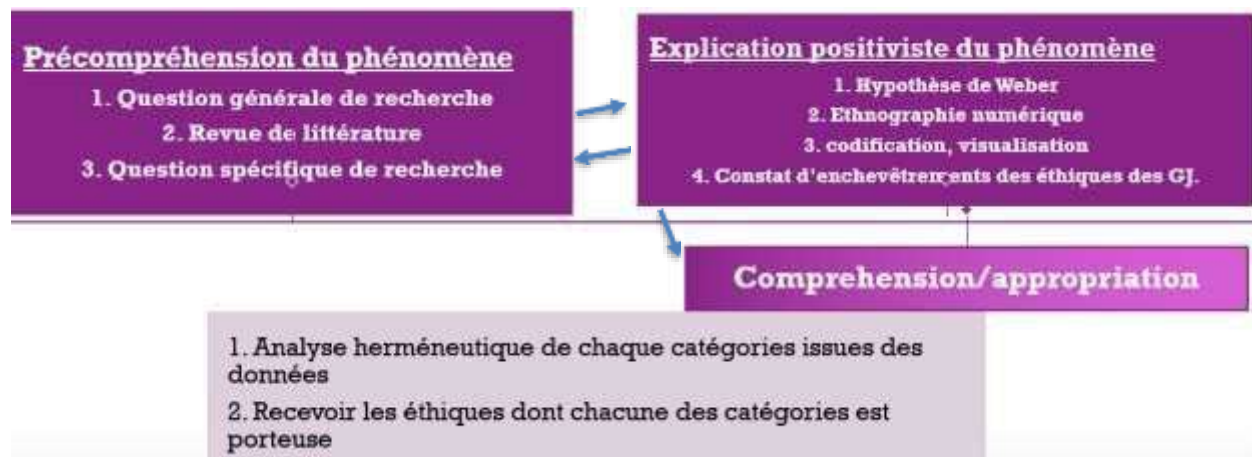 Précompréhension du phénomène
1. Question générale de recherche
2. Revue de littérature
3. Question spécifique de recherche
Explication positiviste du phénomène
1. Hypothèse de Weber
2. Ethnographie numérique
3. codification, visualisation
4. Constat d'enchevêtrements des éthiques des GJ.
Comprehension/appropriation
1. Analyse herméneutique de chaque catégories issues des
données
2. Recevoir les éthiques dont chacune des catégories est
porteuse